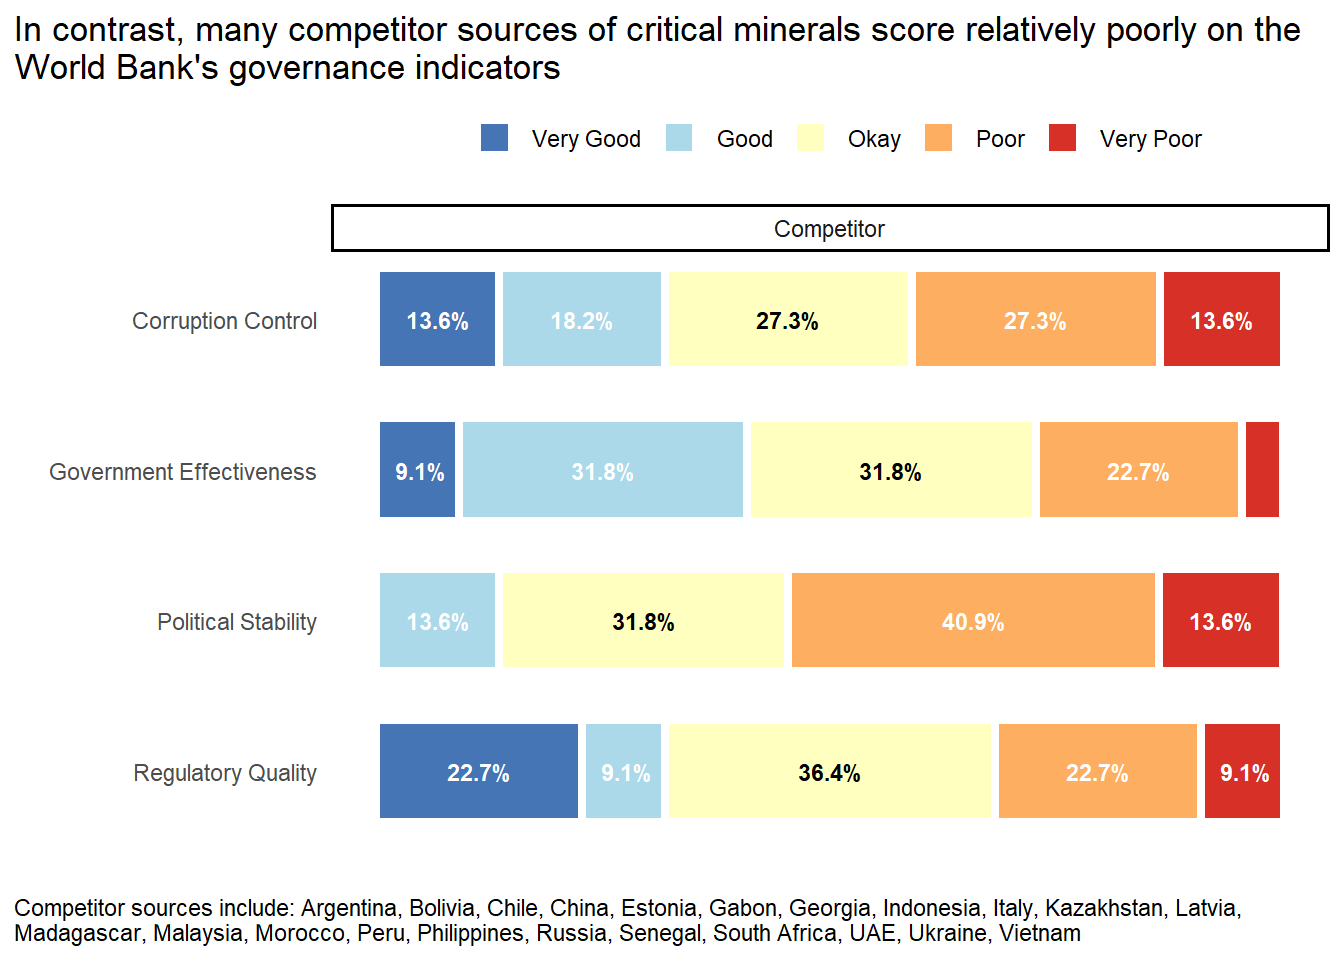 In contrast, many competitor sources of critical minerals score relatively poorly on the
World Bank's governance indicators
Very Good Good Okay Poor Very Poor
Competitor
Corruption Control 13.6% 18.2% 27.3% 27.3% 13.6%
Government Effectiveness 9.1% 31.8% 31.8% 22.7%
Political Stability 13.6% 31.8% 40.9% 13.6%
Regulatory Quality 22.7% 9.1% 36.4% 22.7% 9.1%
Competitor sources include: Argentina, Bolivia, Chile, China, Estonia, Gabon, Georgia, Indonesia, Italy, Kazakhstan, Latvia,
Madagascar, Malaysia, Morocco, Peru, Philippines, Russia, Senegal, South Africa, UAE, Ukraine, Vietnam